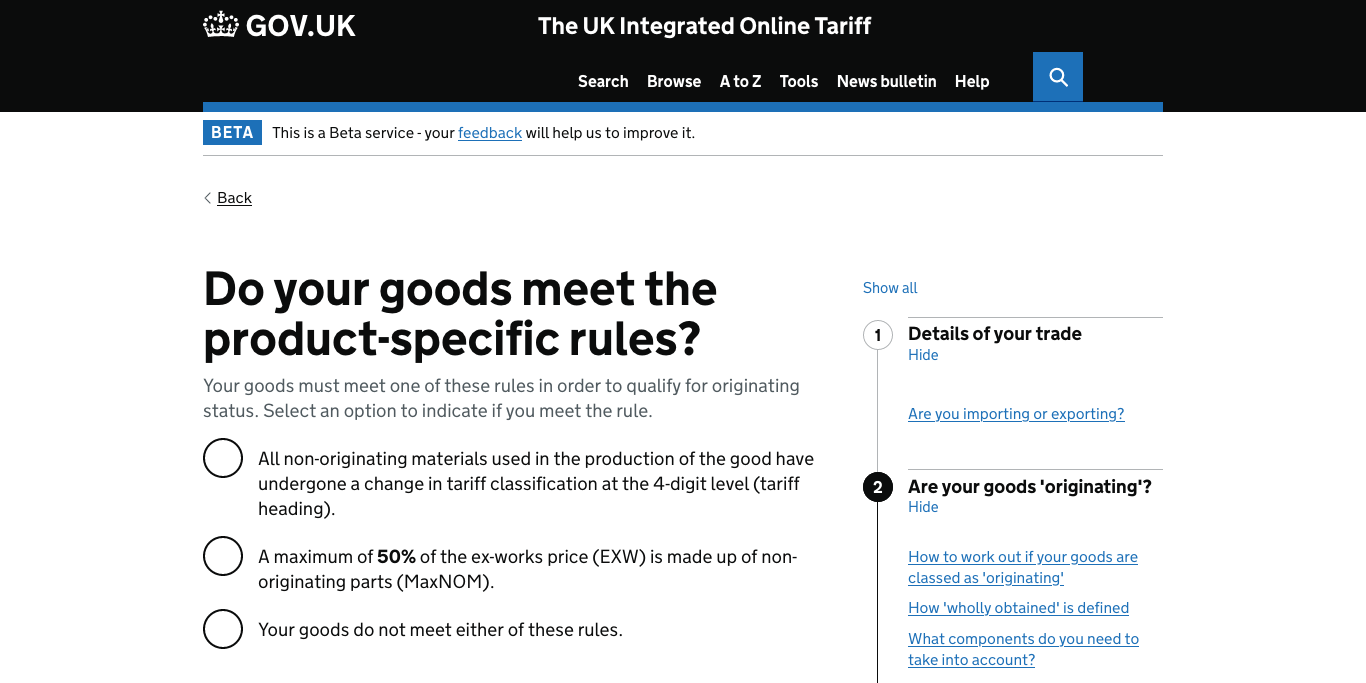 GOV.UK
The UK Integrated Online Tariff
Search Browse A to Z Tools News bulletin Help
BETA This is a Beta service - your feedback will help us to improve it.
Back
Do your goods meet the
product-specific rules?
Your goods must meet one of these rules in order to qualify for originating
status. Select an option to indicate if you meet the rule.
All non-originating materials used in the production of the good have
undergone a change in tariff classification at the 4-digit level (tariff
heading).
A maximum of 50% of the ex-works price (EXW) is made up of non-
originating parts (MaxNOM).
Your goods do not meet either of these rules.
Show all
1 Details of your trade
Hide
Are you importing or exporting?
2 Are your goods 'originating'?
Hide
How to work out if your goods are
classed as 'originating'
How 'wholly obtained' is defined
What components do you need to
take into account?